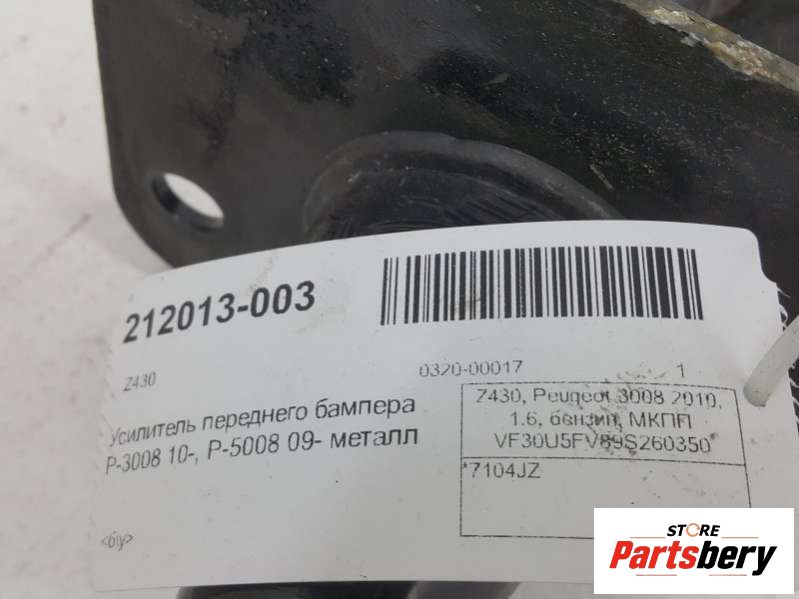 212013-003
Z430
0320-00017 1
Усилитель переднего бампера
P-3008 10-, P-5008 09- металл
Z430, Peugeot 3008 2010,
1.6, бензин, МКПП
VF30U5FV89S260350
*7104JZ
<б\у>
STORE
Partsbery